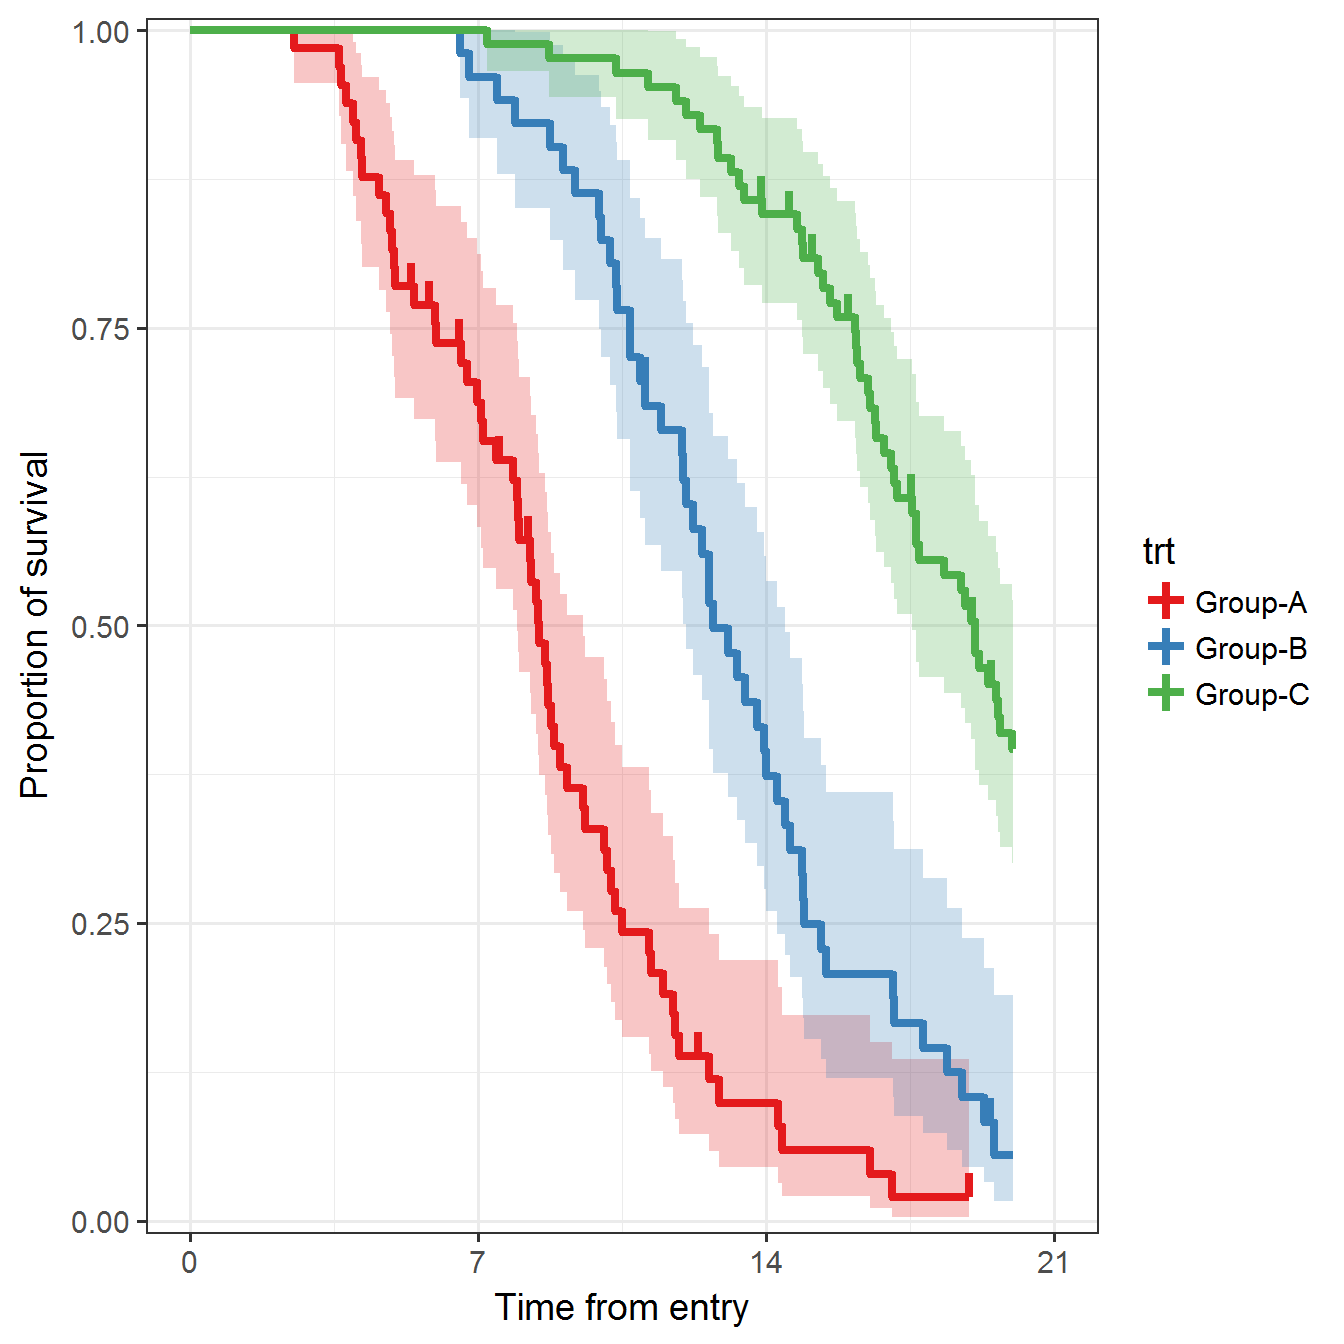 1.00
0.75
0.50
0.25
0.00
Proportion of survival
0 7 14 21
Time from entry
trt
Group-A
Group-B
Group-C